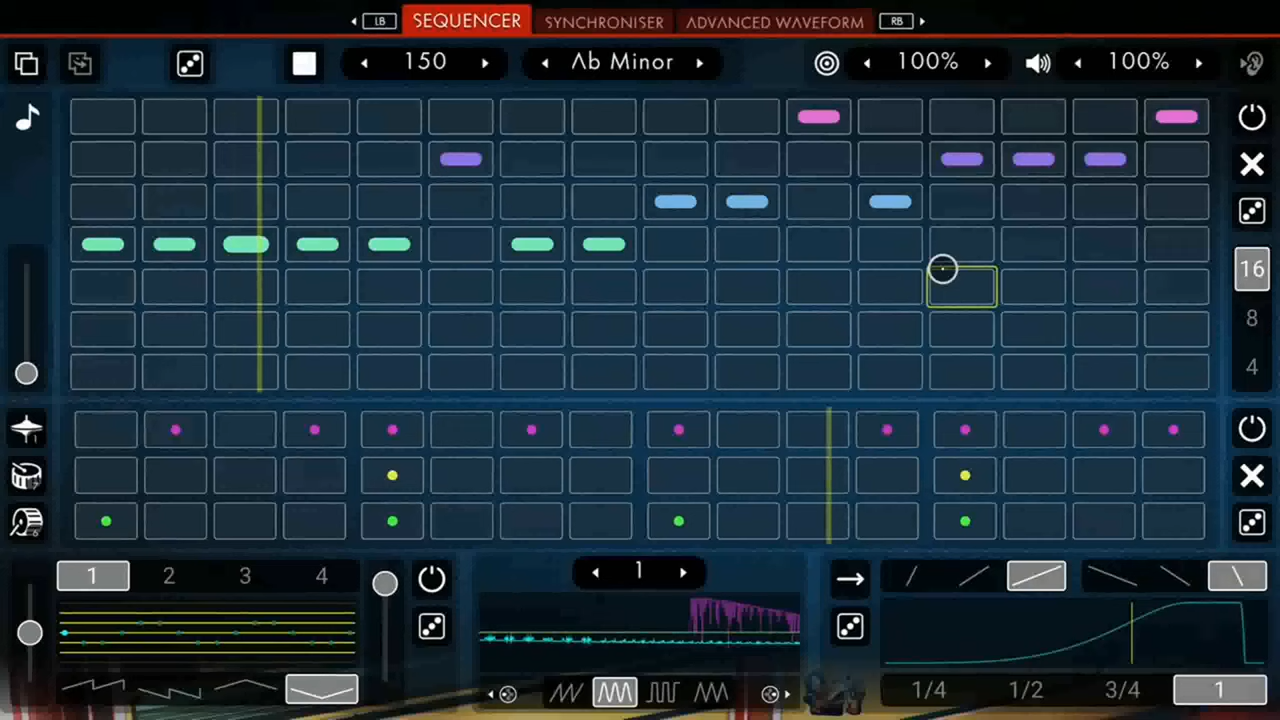 LB SEQUENCER SYNCHRONISER ADVANCED WAVEFORM RB
150 Ab Minor 100% 100%
16
8
4
1 2 3 4
1
1/4 1/2 3/4 1